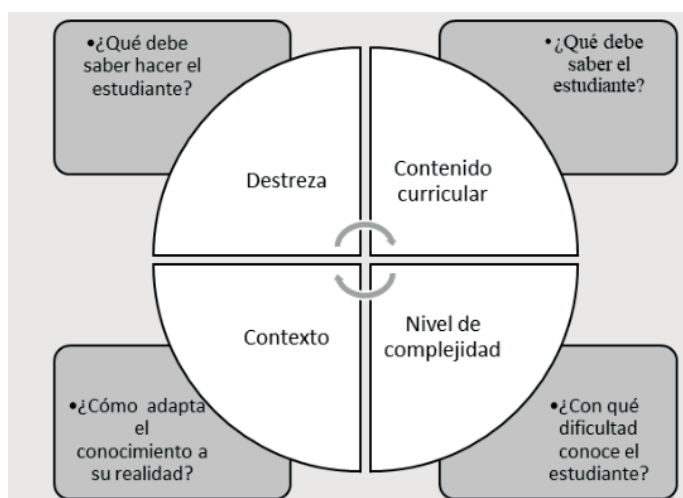 •¿Qué debe
saber hacer el
estudiante?
•¿Qué debe
saber el
estudiante?
Destreza
Contenido
curricular
Contexto
Nivel de
complejidad
•¿Cómo adapta
el
conocimiento a
su realidad?
•¿Con qué
dificultad
conoce el
estudiante?